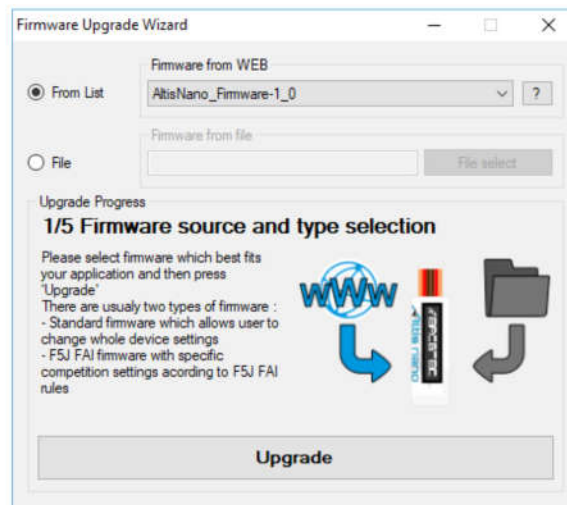 Firmware Upgrade Wizard
Firmware from WEB
From List
AltisNano_Firmware-1_0
?
Firmware from file
File
File select
Upgrade Progress
1/5 Firmware source and type selection
Please select firmware which best fits
your application and then press
'Upgrade'
There are usualy two types of firmware :
- Standard firmware which allows user to
change whole device settings
- F5J FAI firmware with specific
competition settings acording to F5J FAI
rules
wWw
Altis nano
Upgrade